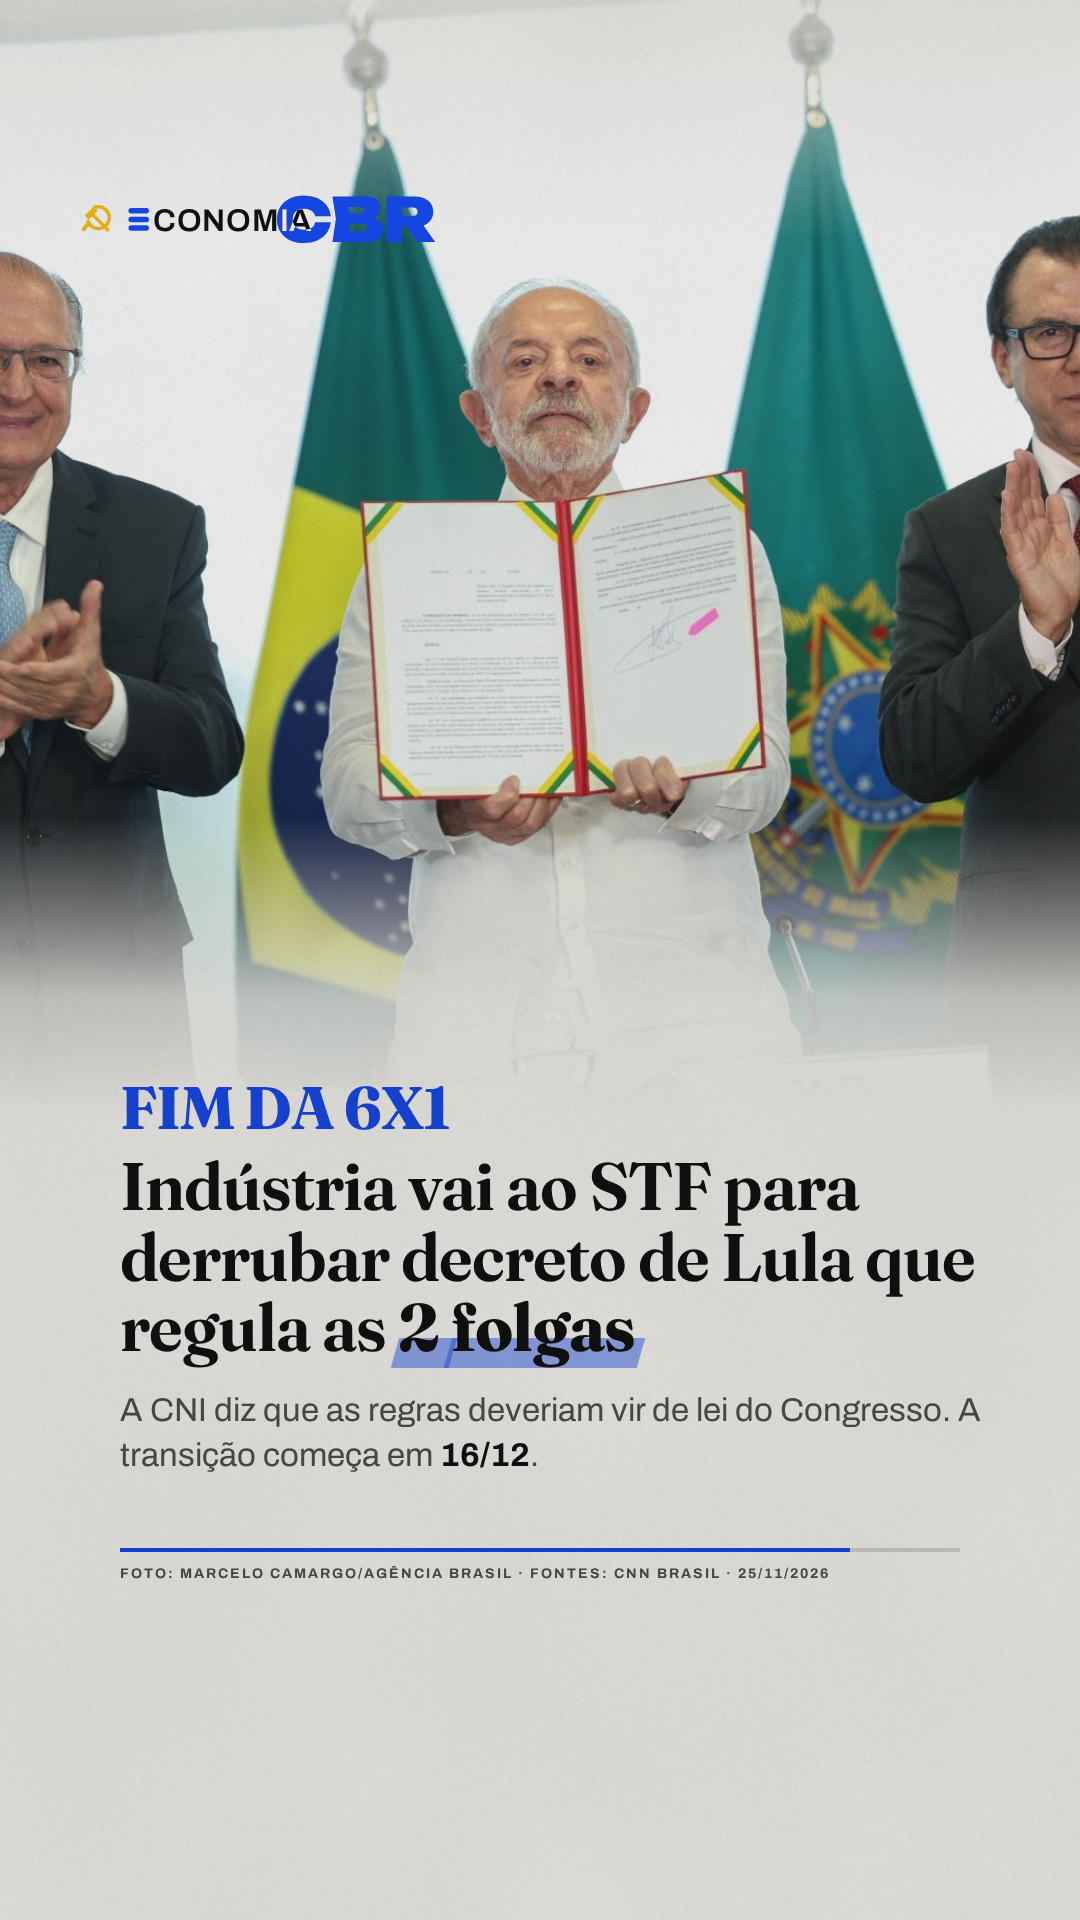 ECONOMIA CBR
FIM DA 6X1
Indústria vai ao STF para
derrubar decreto de Lula que
regula as 2 folgas
A CNI diz que as regras deveriam vir de lei do Congresso. A
transição começa em 16/12.
FOTO: MARCELO CAMARGO/AGÊNCIA BRASIL · FONTES: CNN BRASIL · 25/11/2026